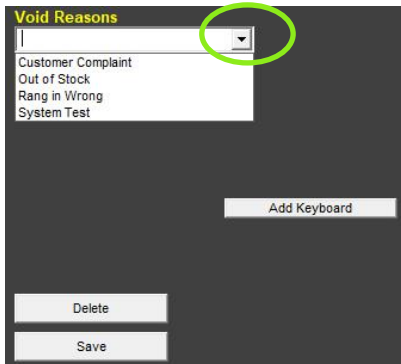 Void Reasons
Customer Complaint
Out of Stock
Rang in Wrong
System Test
Add Keyboard
Delete
Save